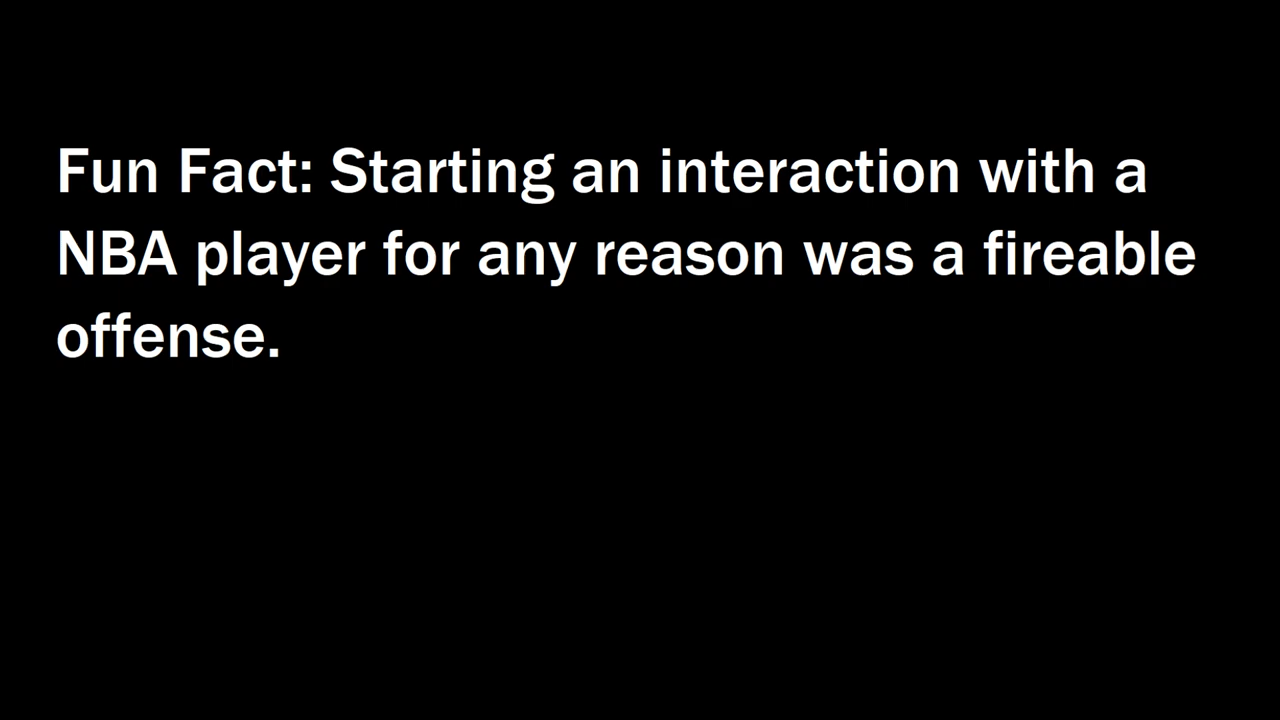 Fun Fact: Starting an interaction with a
NBA player for any reason was a fireable
offense.